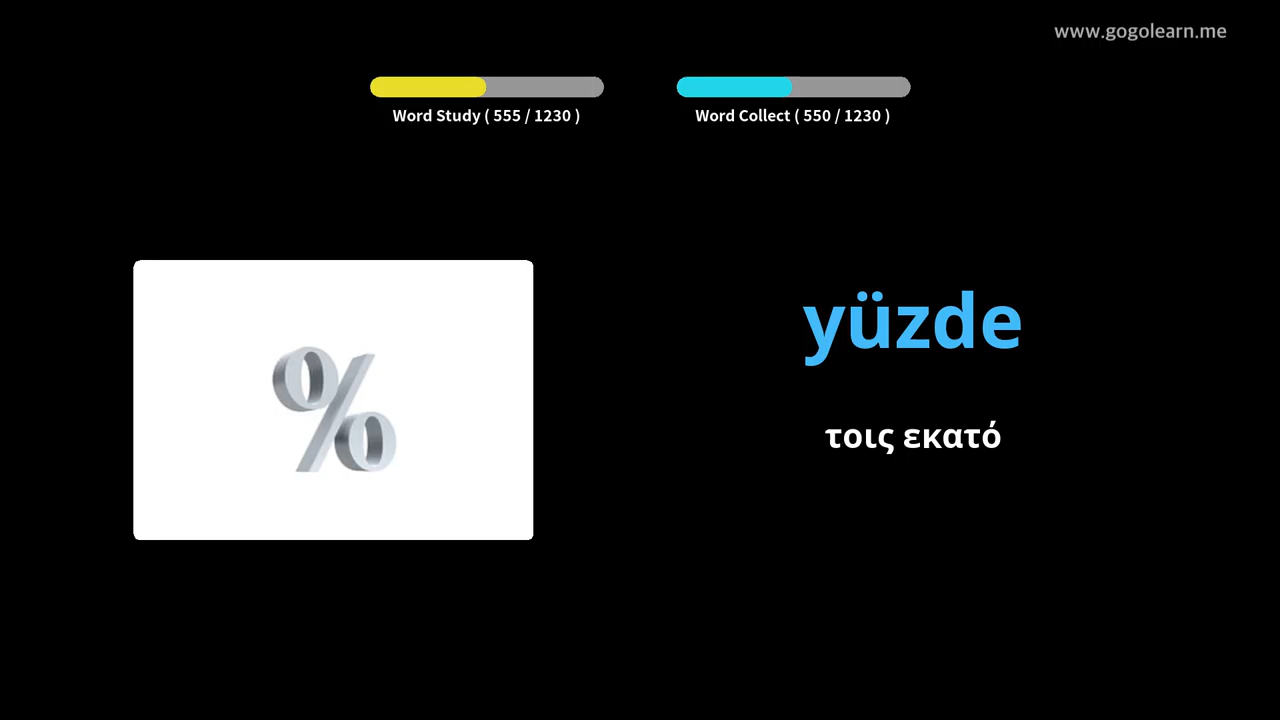 www.gogolearn.me
Word Study ( 555 / 1230 )
Word Collect ( 550 / 1230 )
%
yüzde
τοις εκατό